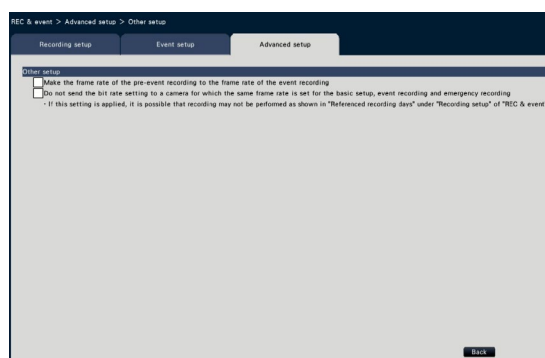 REC & event > Advanced setup > Other setup
Recording setup
Event setup
Advanced setup
Other setup
Make the frame rate of the pre-event recording to the frame rate of the event recording
Do not send the bit rate setting to a camera for which the same frame rate is set for the basic setup, event recording and emergency recording
・If this setting is applied, it is possible that recording may not be performed as shown in "Referenced recording days" under "Recording setup" of "REC & event
Back